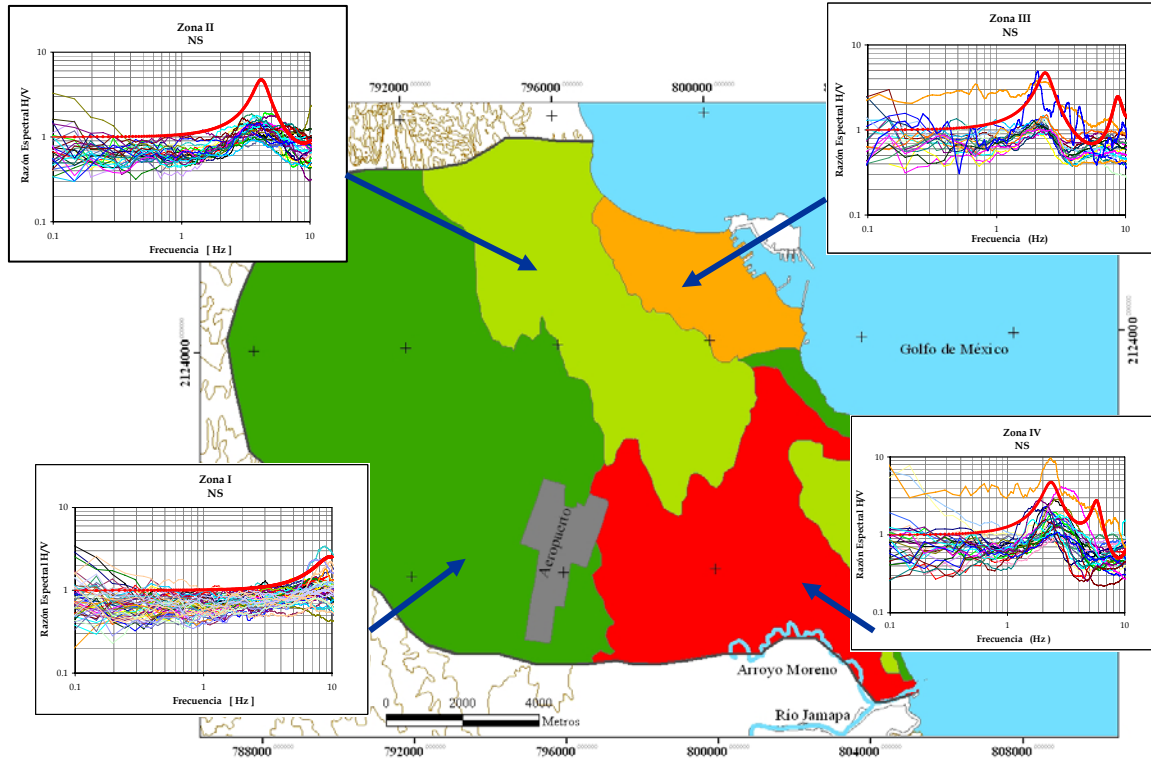 Zona II
NS
10
1
0.1
0.1
1
10
Razón Espectral H/V
Frecuencia [ Hz ]
Zona III
NS
10
1
0.1
0.1
1
10
Razón Espectral H/V
Frecuencia (Hz)
792000
796000
800000
2124000
2124000
Golfo de México
Zona I
NS
10
1
0.1
0.1
1
10
Razón Espectral H/V
Frecuencia [ Hz ]
Zona IV
NS
10
1
0.1
0.1
1
10
Razón Espectral H/V
Frecuencia (Hz)
Aeropuerto
Arroyo Moreno
Río Jamapa
0 2000 4000
Metros
788000
792000
796000
800000
804000
808000